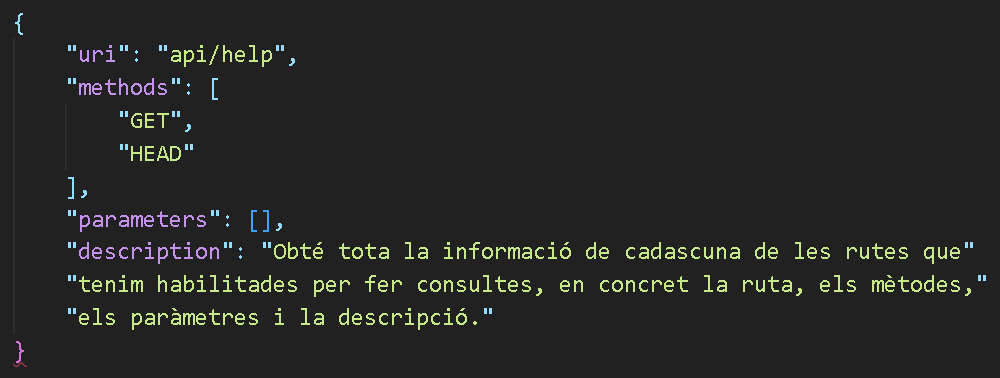 {
    "uri": "api/help",
    "methods": [
        "GET",
        "HEAD"
    ],
    "parameters": [],
    "description": "Obté tota la informació de cadascuna de les rutes que"
    "tenim habilitades per fer consultes, en concret la ruta, els mètodes,"
    "els paràmetres i la descripció."
}